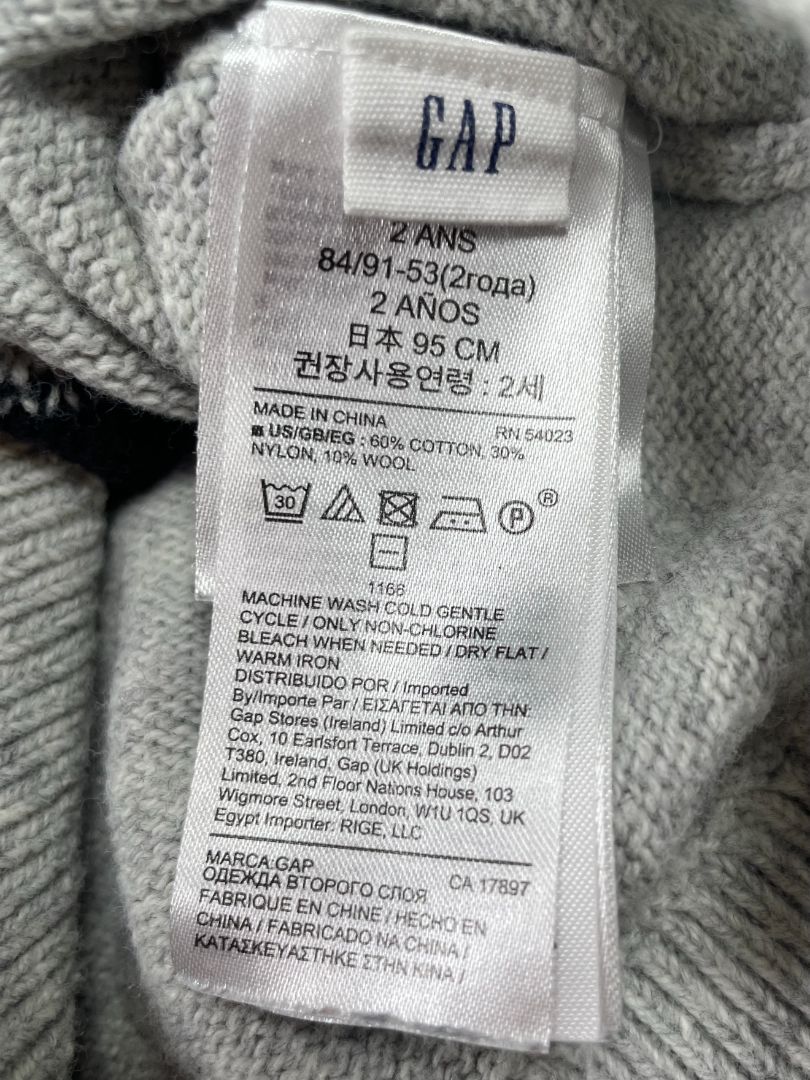 GAP
2 ANS
84/91-53(2года)
2 AÑOS
日本 95 CM
권장사용연령 : 2세
MADE IN CHINA RN 54023
US/GB/EG : 60% COTTON, 30%
NYLON, 10% WOOL
30 P ®
1166
MACHINE WASH COLD GENTLE
CYCLE / ONLY NON-CHLORINE
BLEACH WHEN NEEDED / DRY FLAT /
WARM IRON
DISTRIBUIDO POR / Imported
By/Importe Par / ΕΙΣΑΓΕΤΑΙ ΑΠΟ ΤΗΝ:
Gap Stores (Ireland) Limited c/o Arthur
Cox, 10 Earlsfort Terrace, Dublin 2, D02
T380, Ireland, Gap (UK Holdings)
Limited, 2nd Floor Nations House, 103
Wigmore Street, London, W1U 1QS, UK
Egypt Importer: RIGE, LLC
MARCA:GAP CA 17897
ОДЕЖДА ВТОРОГО СЛОЯ
FABRIQUE EN CHINE / HECHO EN
CHINA / FABRICADO NA CHINA /
ΚΑΤΑΣΚΕΥΑΣΤΗΚΕ ΣΤΗΝ ΚΙΝΑ /